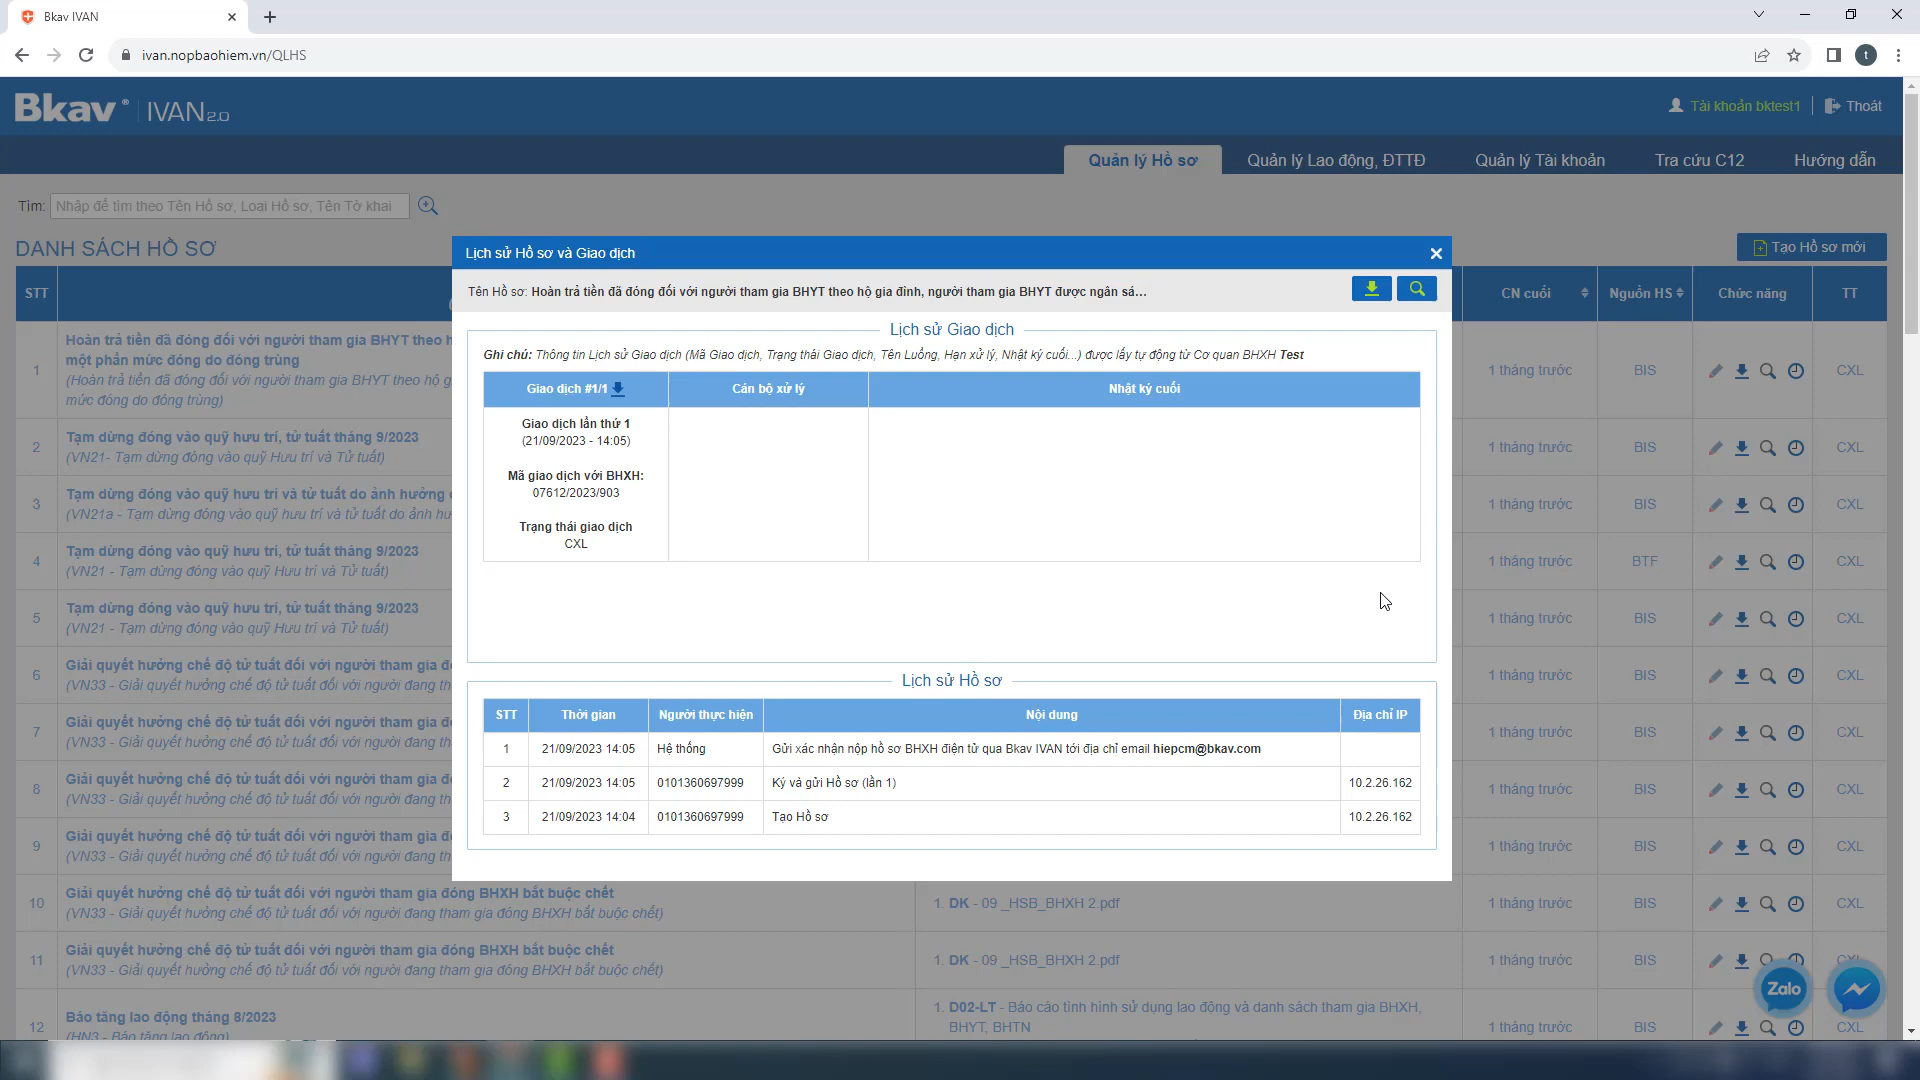 Bkav IVAN
ivan.nopbaohiem.vn/QLHS
t
Bkav ® IVAN 2.0
Tài khoản bktest1
Thoát
Quản lý Hồ sơ
Quản lý Lao động, ĐTTĐ
Quản lý Tài khoản
Tra cứu C12
Hướng dẫn
Tìm: Nhập để tìm theo Tên Hồ sơ, Loại Hồ sơ, Tên Tờ khai
DANH SÁCH HỒ SƠ
Tạo Hồ sơ mới
STT CN cuối Nguồn HS Chức năng TT
Lịch sử Hồ sơ và Giao dịch
Tên Hồ sơ: Hoàn trả tiền đã đóng đối với người tham gia BHYT theo hộ gia đình, người tham gia BHYT được ngân sá...
Lịch sử Giao dịch
Ghi chú: Thông tin Lịch sử Giao dịch (Mã Giao dịch, Trạng thái Giao dịch, Tên Luồng, Hạn xử lý, Nhật ký cuối...) được lấy tự động từ Cơ quan BHXH Test
Giao dịch #1/1 Cán bộ xử lý Nhật ký cuối
Giao dịch lần thứ 1
(21/09/2023 - 14:05)
Mã giao dịch với BHXH:
07612/2023/903
Trạng thái giao dịch
CXL
Lịch sử Hồ sơ
STT Thời gian Người thực hiện Nội dung Địa chỉ IP
1 21/09/2023 14:05 Hệ thống Gửi xác nhận nộp hồ sơ BHXH điện tử qua Bkav IVAN tới địa chỉ email hiepcm@bkav.com
2 21/09/2023 14:05 0101360697999 Ký và gửi Hồ sơ (lần 1) 10.2.26.162
3 21/09/2023 14:04 0101360697999 Tạo Hồ sơ 10.2.26.162
1 Hoàn trả tiền đã đóng đối với người tham gia BHYT theo h
một phần mức đóng do đóng trùng
(Hoàn trả tiền đã đóng đối với người tham gia BHYT theo hộ g
mức đóng do đóng trùng)
1 tháng trước BIS CXL
2 Tạm dừng đóng vào quỹ hưu trí, tử tuất tháng 9/2023
(VN21- Tạm dừng đóng vào quỹ Hưu trí và Tử tuất)
1 tháng trước BIS CXL
3 Tạm dừng đóng vào quỹ hưu trí và tử tuất do ảnh hưởng
(VN21a - Tạm dừng đóng vào quỹ hưu trí và tử tuất do ảnh hư
1 tháng trước BIS CXL
4 Tạm dừng đóng vào quỹ hưu trí, tử tuất tháng 9/2023
(VN21 - Tạm dừng đóng vào quỹ Hưu trí và Tử tuất)
1 tháng trước BTF CXL
5 Tạm dừng đóng vào quỹ hưu trí, tử tuất tháng 9/2023
(VN21 - Tạm dừng đóng vào quỹ Hưu trí và Tử tuất)
1 tháng trước BIS CXL
6 Giải quyết hưởng chế độ tử tuất đối với người tham gia đ
(VN33 - Giải quyết hưởng chế độ tử tuất đối với người đang th
1 tháng trước BIS CXL
7 Giải quyết hưởng chế độ tử tuất đối với người tham gia đ
(VN33 - Giải quyết hưởng chế độ tử tuất đối với người đang th
1 tháng trước BIS CXL
8 Giải quyết hưởng chế độ tử tuất đối với người tham gia đ
(VN33 - Giải quyết hưởng chế độ tử tuất đối với người đang th
1 tháng trước BIS CXL
9 Giải quyết hưởng chế độ tử tuất đối với người tham gia đ
(VN33 - Giải quyết hưởng chế độ tử tuất đối với người đang th
1 tháng trước BIS CXL
10 Giải quyết hưởng chế độ tử tuất đối với người tham gia đóng BHXH bắt buộc chết
(VN33 - Giải quyết hưởng chế độ tử tuất đối với người đang tham gia đóng BHXH bắt buộc chết)
1. DK - 09 _HSB_BHXH 2.pdf 1 tháng trước BIS CXL
11 Giải quyết hưởng chế độ tử tuất đối với người tham gia đóng BHXH bắt buộc chết
(VN33 - Giải quyết hưởng chế độ tử tuất đối với người đang tham gia đóng BHXH bắt buộc chết)
1. DK - 09 _HSB_BHXH 2.pdf 1 tháng trước BIS CXL
12 Báo tăng lao động tháng 8/2023
(HN3 - Báo tăng lao động)
1. D02-LT - Báo cáo tình hình sử dụng lao động và danh sách tham gia BHXH,
BHYT, BHTN
1 tháng trước BIS CXL
Zalo